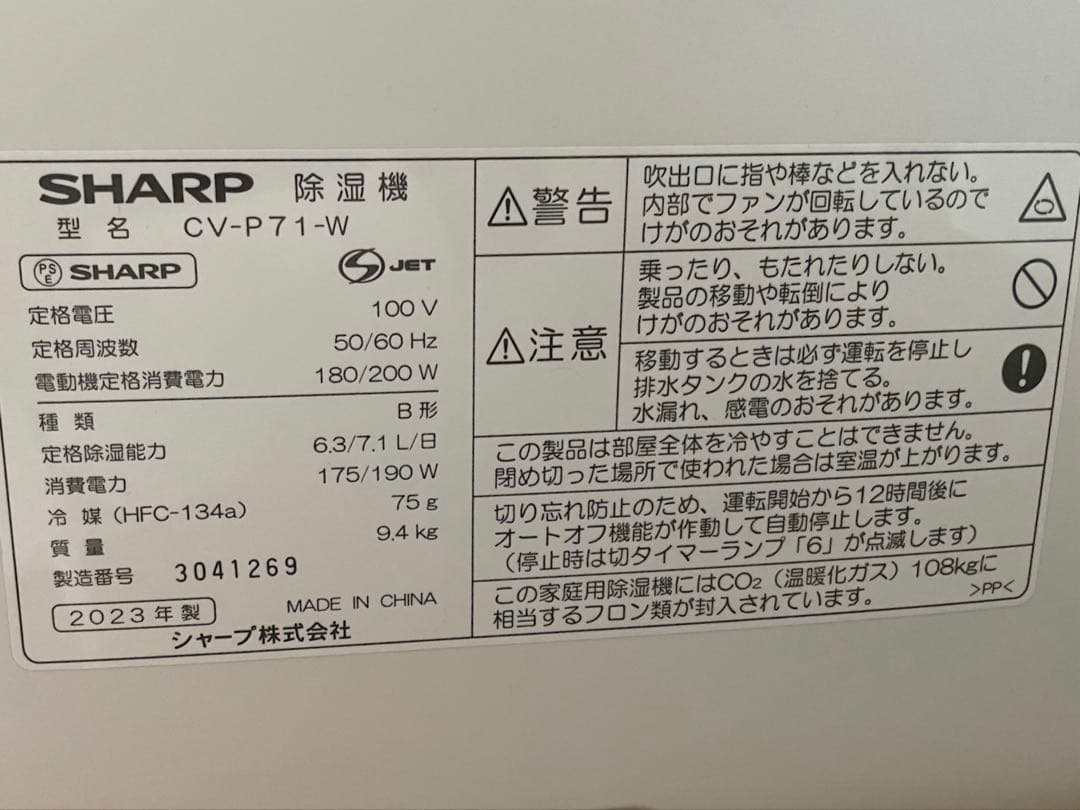 SHARP 除湿機
型名 CV-P71-W
PSE SHARP
S JET
定格電圧 100 V
定格周波数 50/60 Hz
電動機定格消費電力 180/200 W
種類 B形
定格除湿能力 6.3/7.1 L/日
消費電力 175/190 W
冷媒(HFC-134a) 75 g
質量 9.4 kg
製造番号 3041269
2023年製 MADE IN CHINA
シャープ株式会社
⚠警告
吹出口に指や棒などを入れない。
内部でファンが回転しているので
けがのおそれがあります。
⚠注意
乗ったり、もたれたりしない。
製品の移動や転倒により
けがのおそれがあります。
移動するときは必ず運転を停止し
排水タンクの水を捨てる。
水漏れ、感電のおそれがあります。
この製品は部屋全体を冷やすことはできません。
閉め切った場所で使われた場合は室温が上がります。
切り忘れ防止のため、運転開始から12時間後に
オートオフ機能が作動して自動停止します。
(停止時は切タイマーランプ「6」が点滅します)
この家庭用除湿機にはCO₂(温暖化ガス)108kgに
相当するフロン類が封入されています。
>PP<